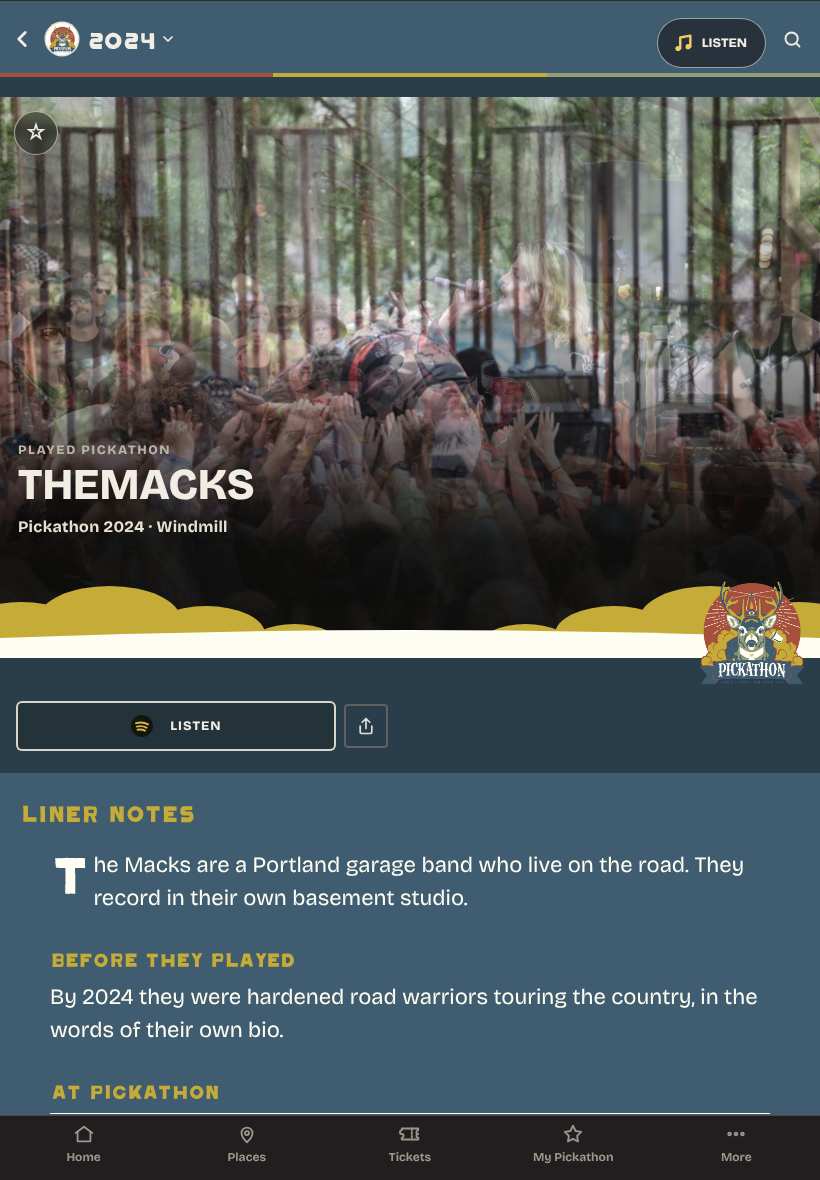 2024
LISTEN
PLAYED PICKATHON
THEMACKS
Pickathon 2024 · Windmill
PICKATHON
LISTEN
LINER NOTES
The Macks are a Portland garage band who live on the road. They
record in their own basement studio.
BEFORE THEY PLAYED
By 2024 they were hardened road warriors touring the country, in the
words of their own bio.
AT PICKATHON
Home
Places
Tickets
My Pickathon
More